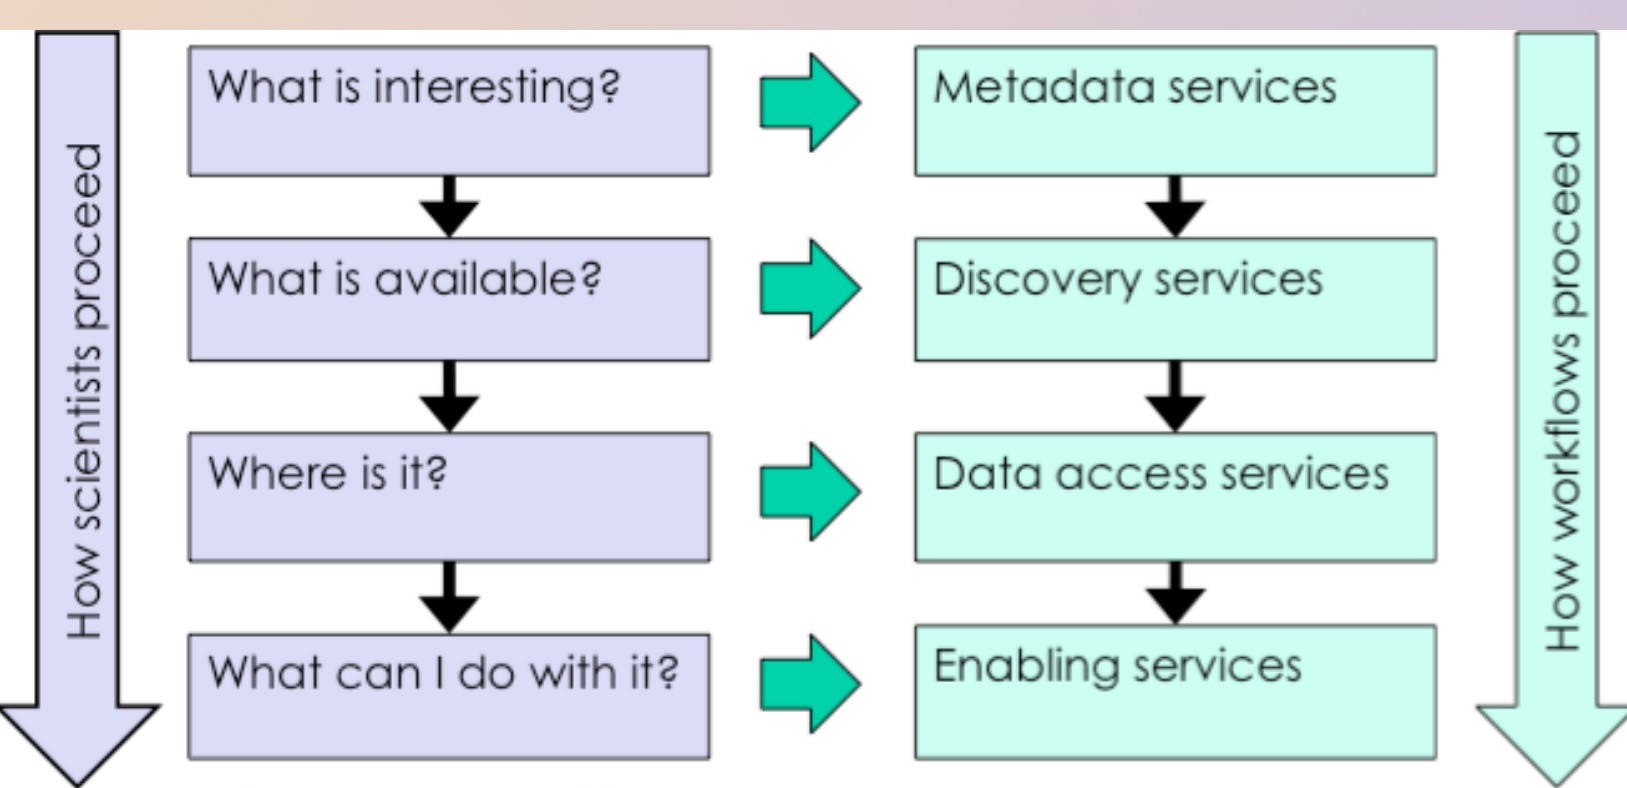 How scientists proceed
What is interesting?
Metadata services
What is available?
Discovery services
Where is it?
Data access services
What can I do with it?
Enabling services
How workflows proceed